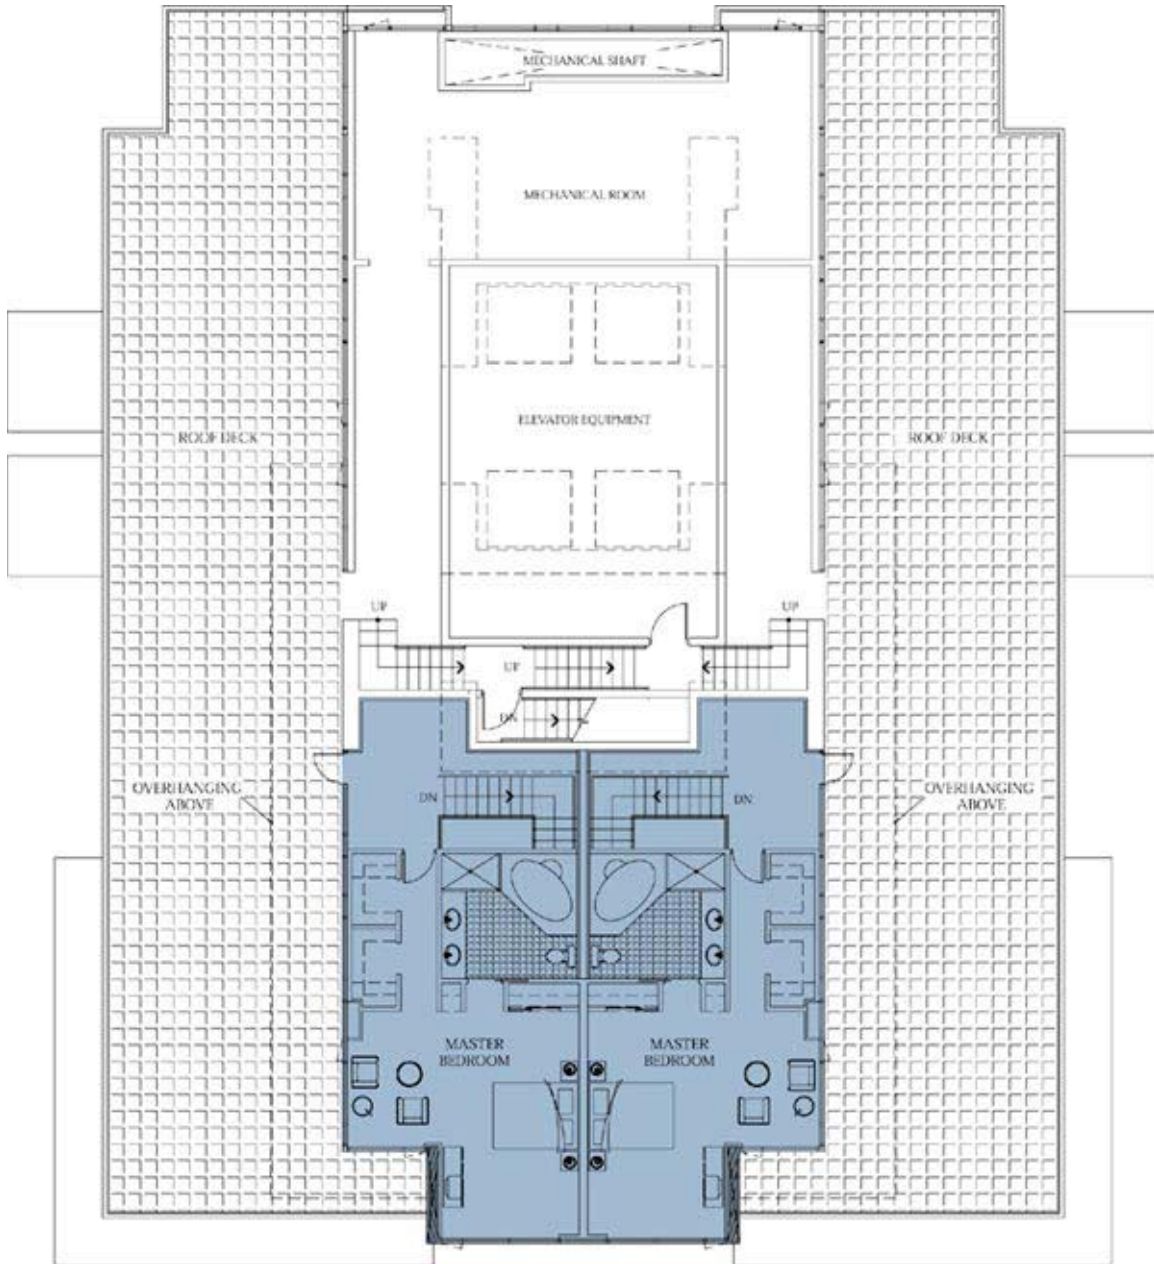 MECHANICAL SHAFT
MECHANICAL ROOM
ELEVATOR EQUIPMENT
ROOF DECK
ROOF DECK
UP
UP
UP
DN
OVERHANGING
ABOVE
DN
DN
OVERHANGING
ABOVE
MASTER
BEDROOM
MASTER
BEDROOM